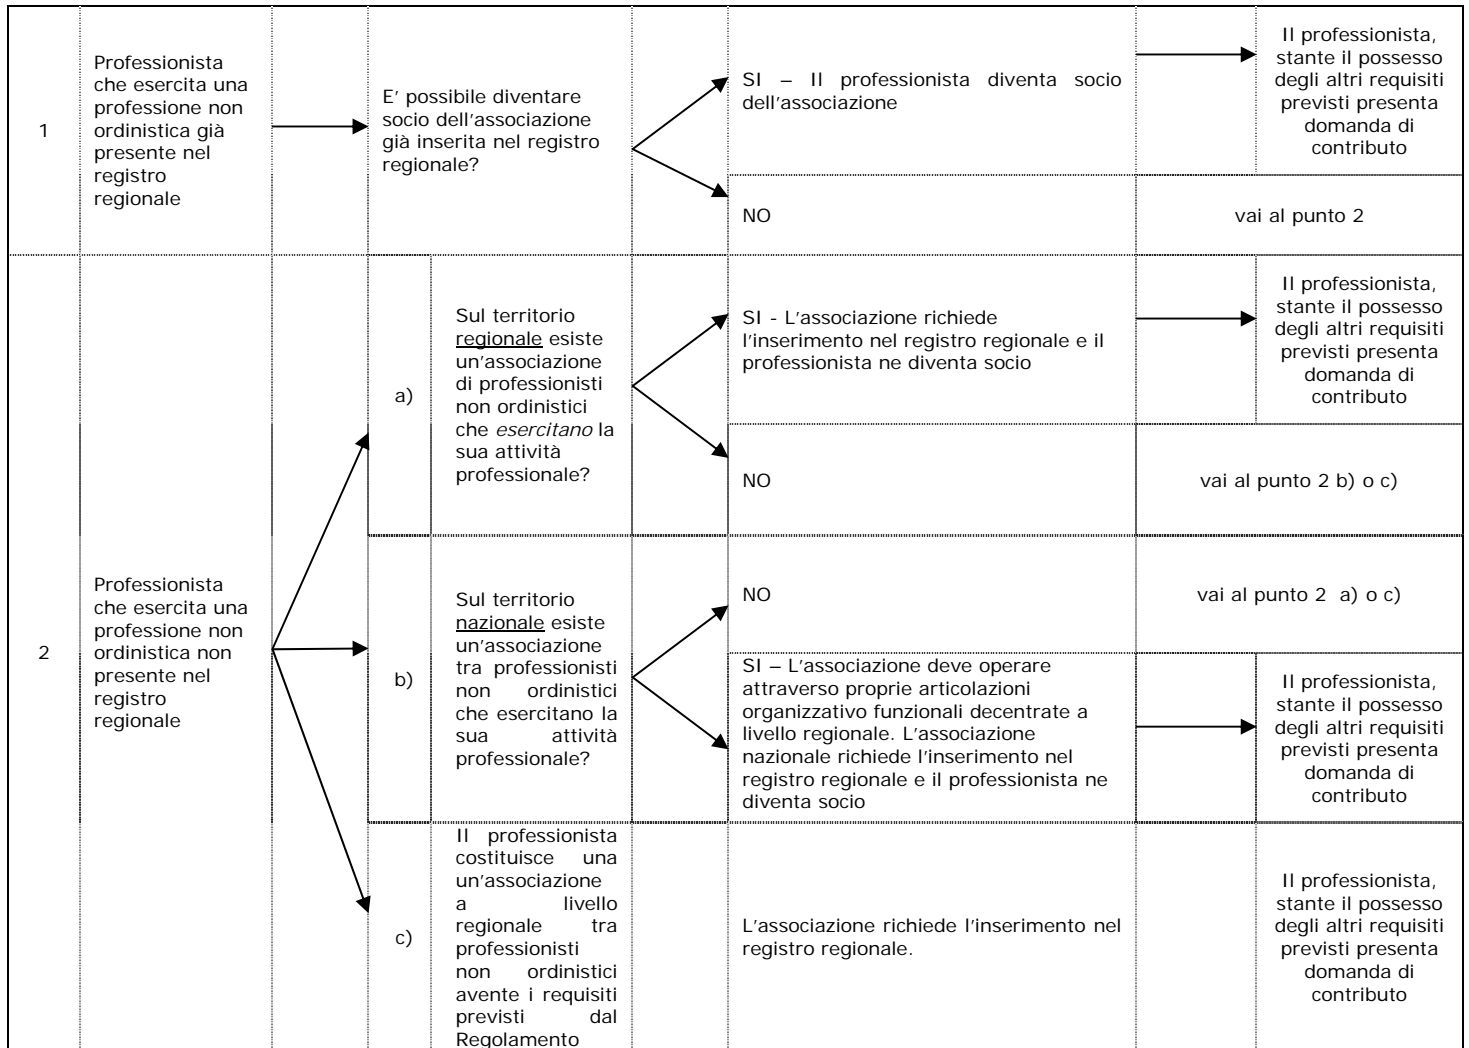 1
Professionista
che esercita una
professione non
ordinistica già
presente nel
registro
regionale
E' possibile diventare
socio dell'associazione
già inserita nel registro
regionale?
SI – Il professionista diventa socio
dell'associazione
Il professionista,
stante il possesso
degli altri requisiti
previsti presenta
domanda di
contributo
NO
vai al punto 2
2
Professionista
che esercita una
professione non
ordinistica non
presente nel
registro
regionale
a)
Sul territorio
regionale esiste
un'associazione
di professionisti
non ordinistici
che esercitano la
sua attività
professionale?
SI - L'associazione richiede
l'inserimento nel registro regionale e il
professionista ne diventa socio
Il professionista,
stante il possesso
degli altri requisiti
previsti presenta
domanda di
contributo
NO
vai al punto 2 b) o c)
b)
Sul territorio
nazionale esiste
un'associazione
tra professionisti
non ordinistici
che esercitano la
sua attività
professionale?
NO
vai al punto 2 a) o c)
SI – L'associazione deve operare
attraverso proprie articolazioni
organizzativo funzionali decentrate a
livello regionale. L'associazione
nazionale richiede l'inserimento nel
registro regionale e il professionista ne
diventa socio
Il professionista,
stante il possesso
degli altri requisiti
previsti presenta
domanda di
contributo
c)
Il professionista
costituisce una
un'associazione
a livello
regionale tra
professionisti
non ordinistici
avente i requisiti
previsti dal
Regolamento
L'associazione richiede l'inserimento nel
registro regionale.
Il professionista,
stante il possesso
degli altri requisiti
previsti presenta
domanda di
contributo